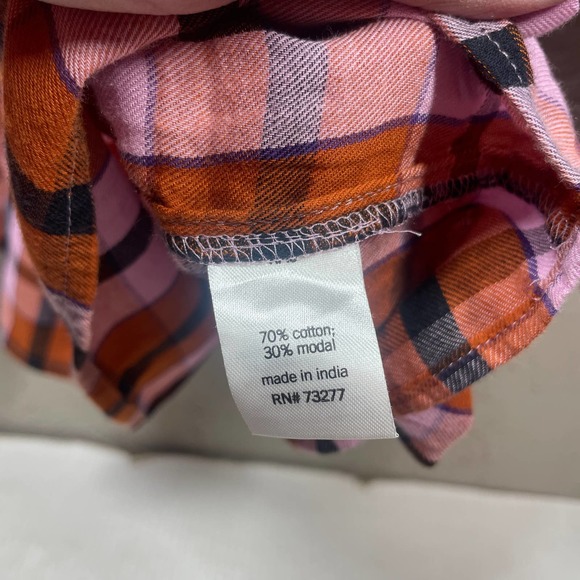 70% cotton;
30% modal
made in india
RN# 73277